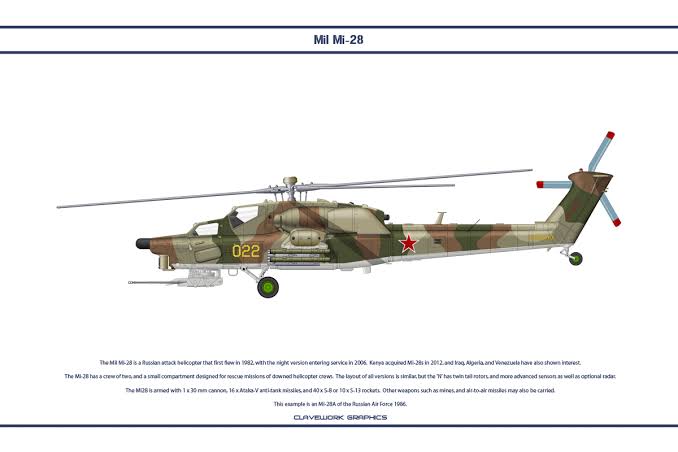 Mil Mi-28
022
The Mil Mi-28 is a Russian attack helicopter that first flew in 1982, with the night version entering service in 2006. Kenya acquired Mi-28s in 2012, and Iraq, Algeria, and Venezuela have also shown interest.
The Mi-28 has a crew of two, and a small compartment designed for rescue missions of downed helicopter crews. The layout of all versions is similar, but the 'N' has twin tail rotors, and more advanced sensors as well as optional radar.
The Mi28 is armed with 1 x 30 mm cannon, 16 x Ataka-V anti-tank missiles, and 40 x S-8 or 10 x S-13 rockets. Other weapons such as mines, and air-to-air missiles may also be carried.
This example is an Mi-28A of the Russian Air Force 1986.
CLAVEWORK GRAPHICS